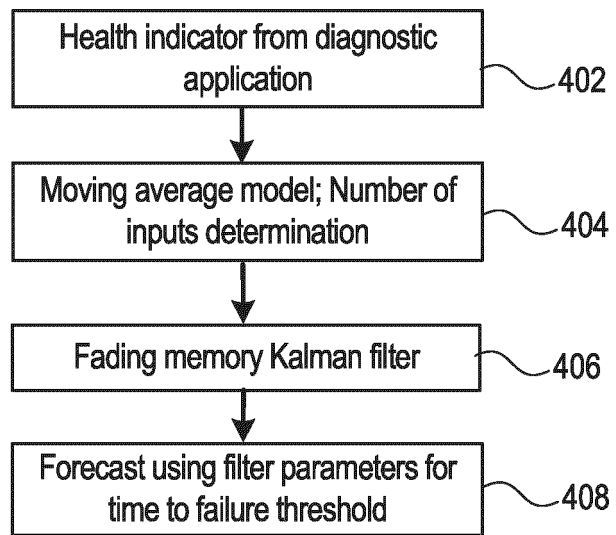 Health indicator from diagnostic
application
402
Moving average model; Number of
inputs determination
404
Fading memory Kalman filter
406
Forecast using filter parameters for
time to failure threshold
408